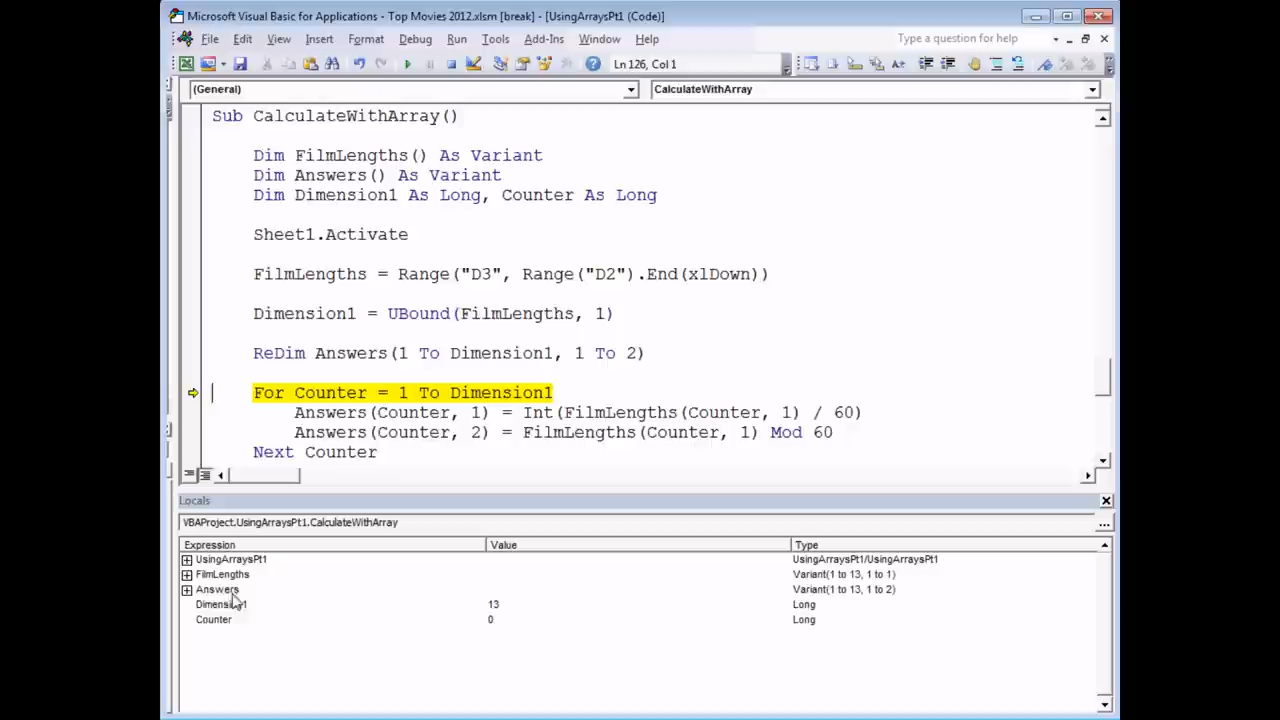 Microsoft Visual Basic for Applications - Top Movies 2012.xlsm [break] - [UsingArraysPt1 (Code)]
File Edit View Insert Format Debug Run Tools Add-Ins Window Help Type a question for help
Ln 126, Col 1
(General) CalculateWithArray
Sub CalculateWithArray()
Dim FilmLengths() As Variant
Dim Answers() As Variant
Dim Dimension1 As Long, Counter As Long
Sheet1.Activate
FilmLengths = Range("D3", Range("D2").End(xlDown))
Dimension1 = UBound(FilmLengths, 1)
ReDim Answers(1 To Dimension1, 1 To 2)
For Counter = 1 To Dimension1
Answers(Counter, 1) = Int(FilmLengths(Counter, 1) / 60)
Answers(Counter, 2) = FilmLengths(Counter, 1) Mod 60
Next Counter
Locals
VBAProject.UsingArraysPt1.CalculateWithArray
Expression Value Type
UsingArraysPt1 UsingArraysPt1/UsingArraysPt1
FilmLengths Variant(1 to 13, 1 to 1)
Answers Variant(1 to 13, 1 to 2)
Dimension1 13 Long
Counter 0 Long